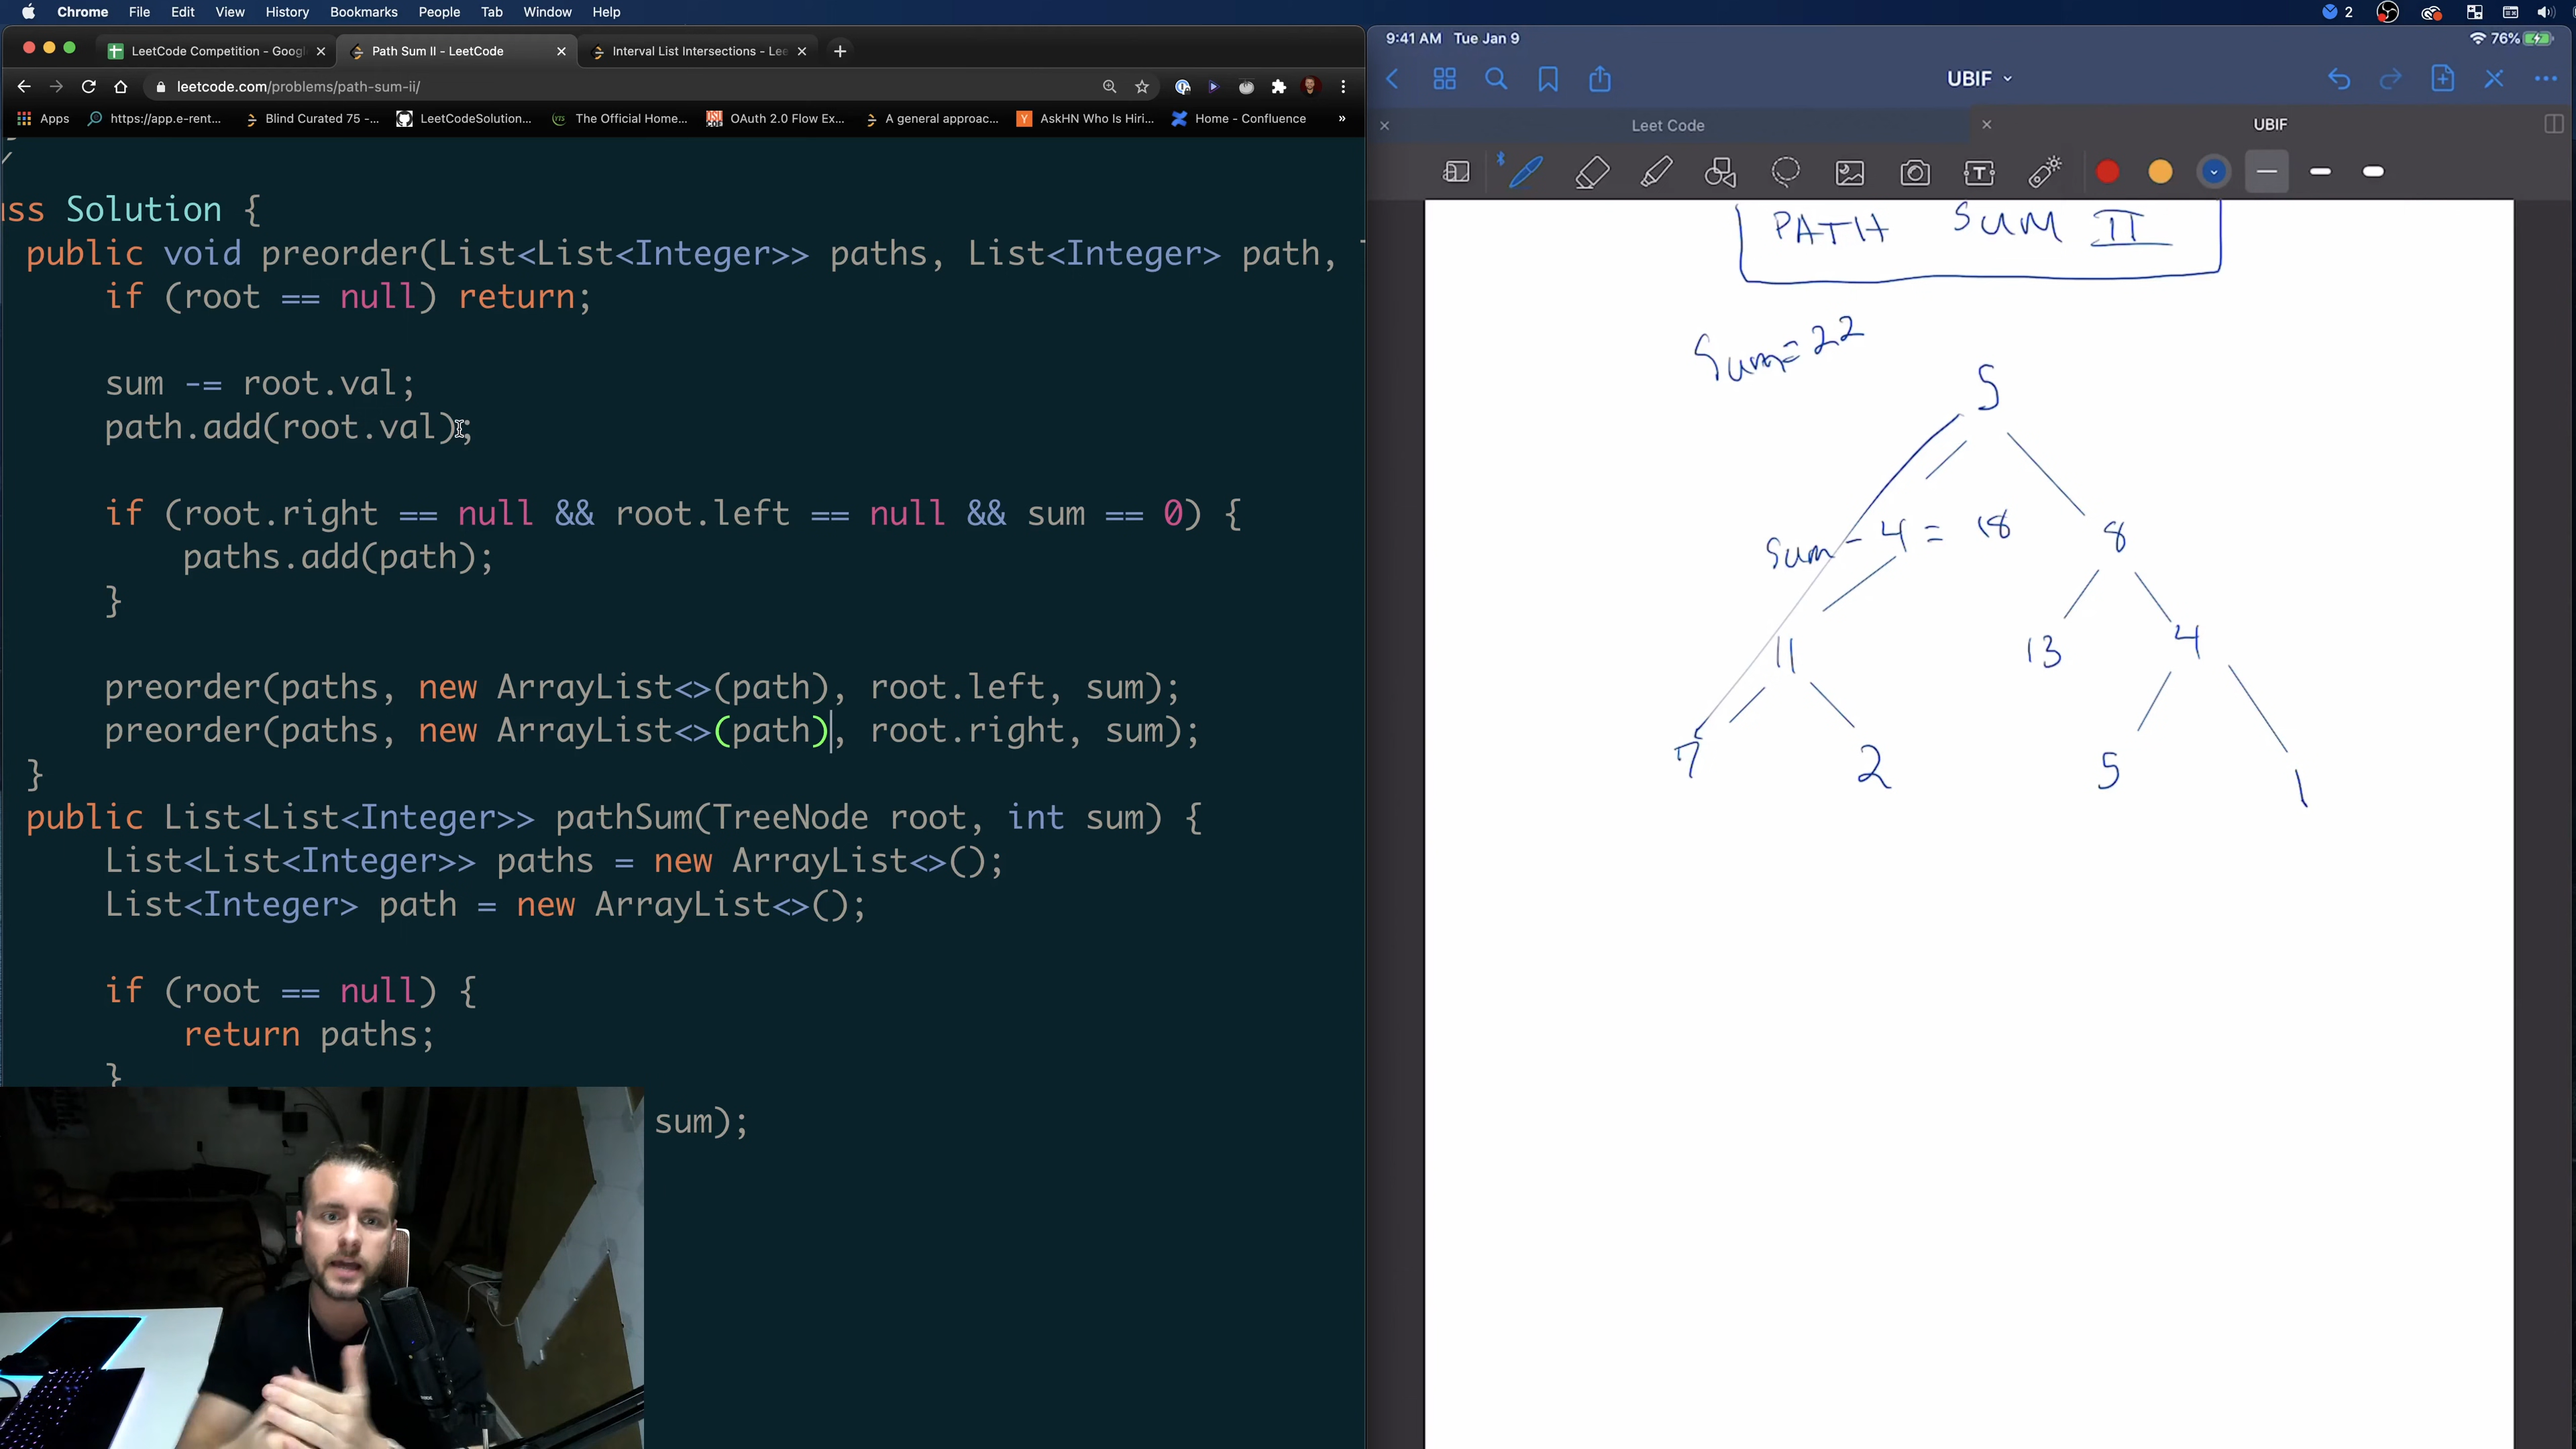 Chrome File Edit View History Bookmarks People Tab Window Help
2
LeetCode Competition - Googl
Path Sum II - LeetCode
Interval List Intersections - Lee
leetcode.com/problems/path-sum-ii/
Apps
https://app.e-rent...
Blind Curated 75 -...
LeetCodeSolution...
The Official Home...
OAuth 2.0 Flow Ex...
A general approac...
AskHN Who Is Hiri...
Home - Confluence
»
ass Solution {
public void preorder(List<List<Integer>> paths, List<Integer> path,
if (root == null) return;
sum -= root.val;
path.add(root.val);
if (root.right == null && root.left == null && sum == 0) {
paths.add(path);
}
preorder(paths, new ArrayList<>(path), root.left, sum);
preorder(paths, new ArrayList<>(path), root.right, sum);
}
public List<List<Integer>> pathSum(TreeNode root, int sum) {
List<List<Integer>> paths = new ArrayList<>();
List<Integer> path = new ArrayList<>();
if (root == null) {
return paths;
}
sum);
9:41 AM Tue Jan 9
76%
UBIF
Leet Code
UBIF
PATH SUM II
Sum=22
5
Sum - 4 = 18
8
11
13
4
7
2
5
1